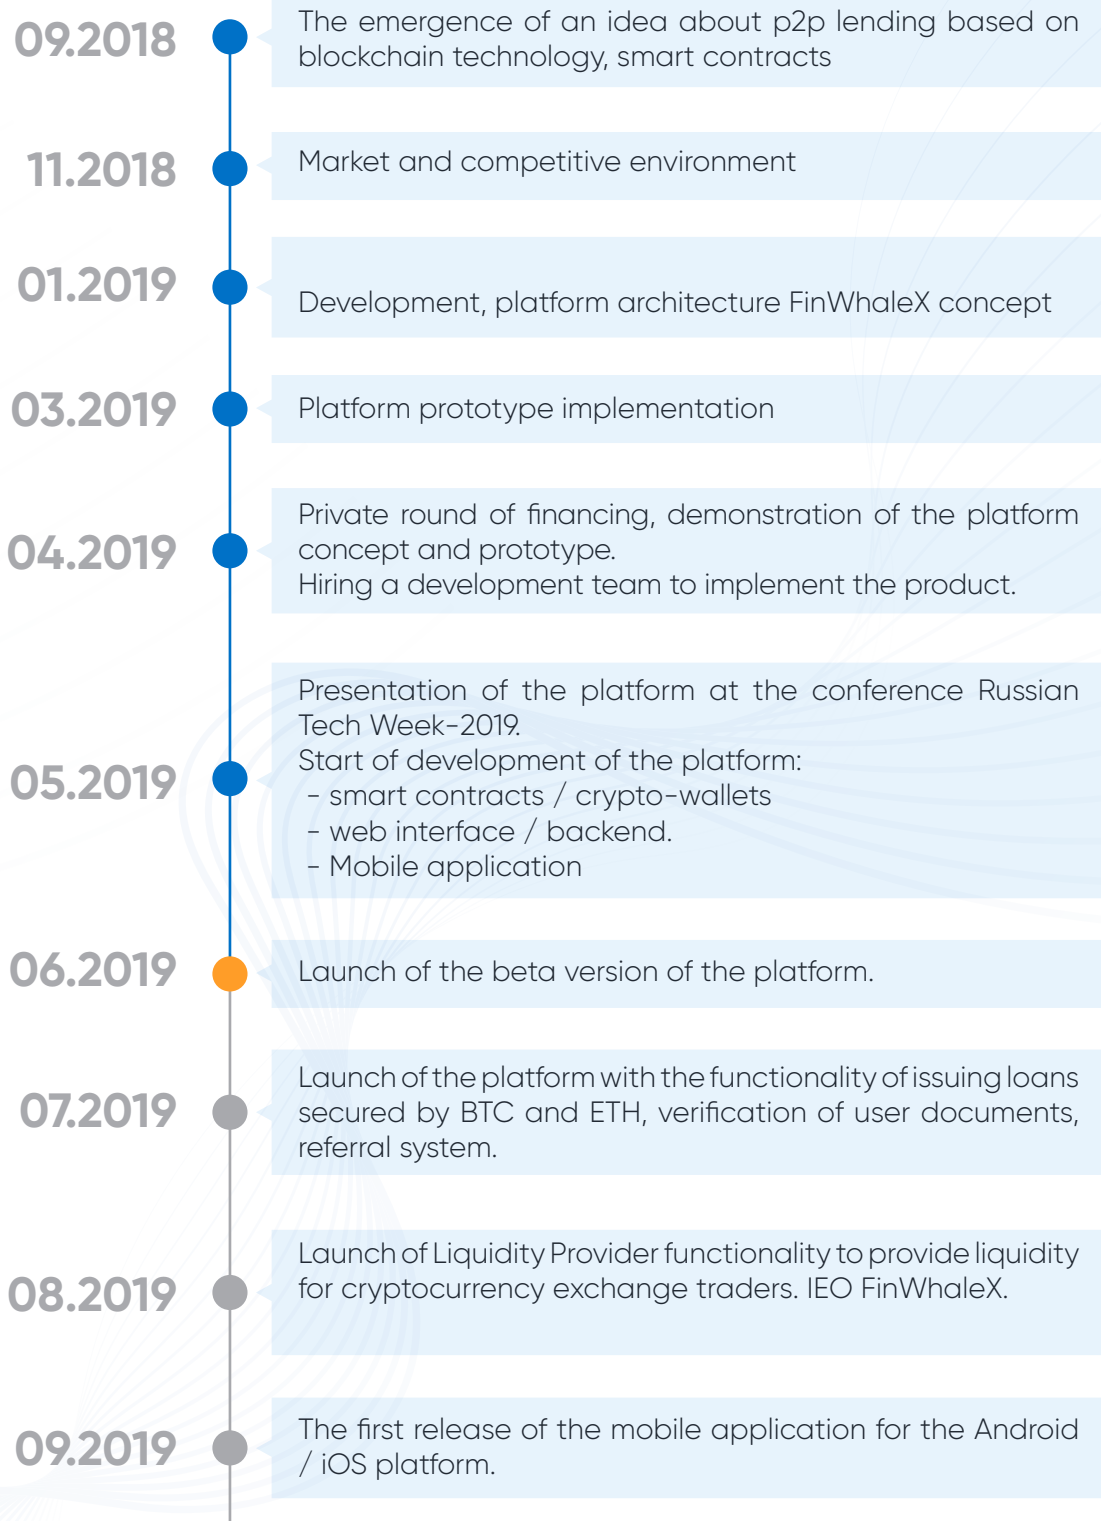 09.2018
The emergence of an idea about p2p lending based on
blockchain technology, smart contracts
11.2018
Market and competitive environment
01.2019
Development, platform architecture FinWhaleX concept
03.2019
Platform prototype implementation
04.2019
Private round of financing, demonstration of the platform
concept and prototype.
Hiring a development team to implement the product.
05.2019
Presentation of the platform at the conference Russian
Tech Week-2019.
Start of development of the platform:
- smart contracts / crypto-wallets
- web interface / backend.
- Mobile application
06.2019
Launch of the beta version of the platform.
07.2019
Launch of the platform with the functionality of issuing loans
secured by BTC and ETH, verification of user documents,
referral system.
08.2019
Launch of Liquidity Provider functionality to provide liquidity
for cryptocurrency exchange traders. IEO FinWhaleX.
09.2019
The first release of the mobile application for the Android
/ iOS platform.